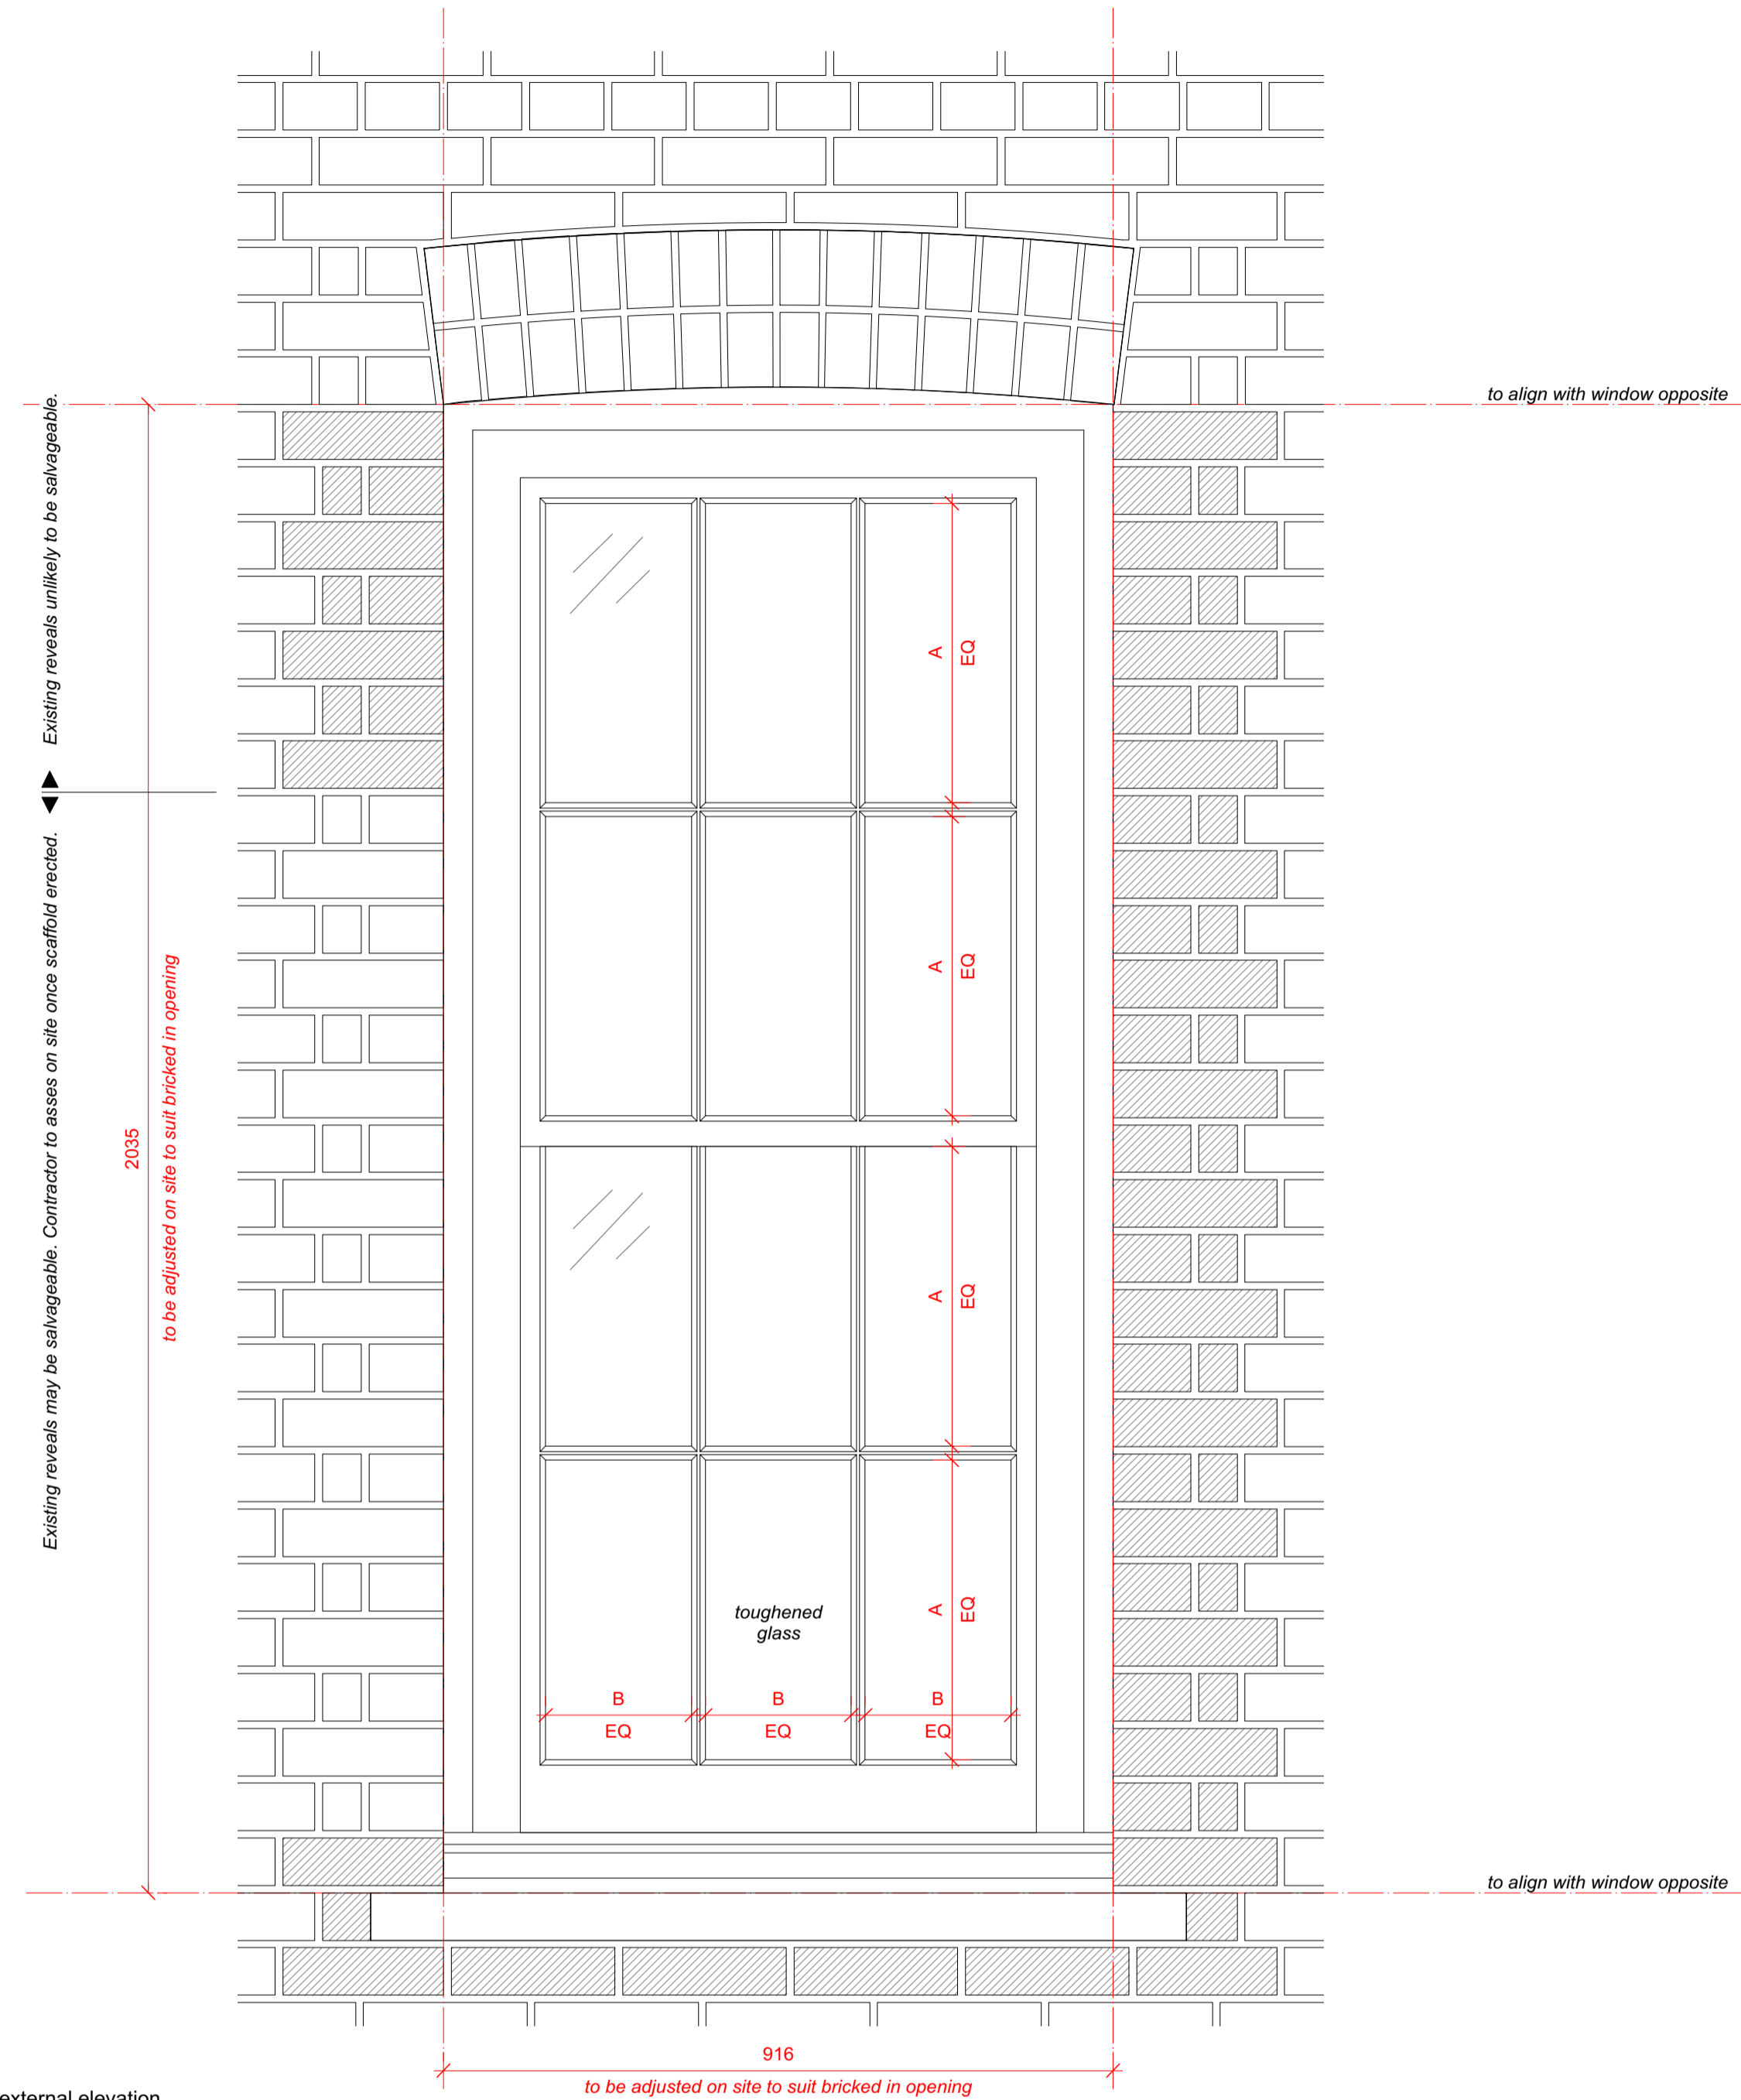 to align with window opposite
Existing reveals unlikely to be salvageable.
Existing reveals may be salvageable. Contractor to asses on site once scaffold erected.
2035
to be adjusted on site to suit bricked in opening
A
EQ
A
EQ
A
EQ
A
EQ
toughened
glass
B
B
B
EQ
EQ
EQ
to align with window opposite
916
to be adjusted on site to suit bricked in opening
external elevation